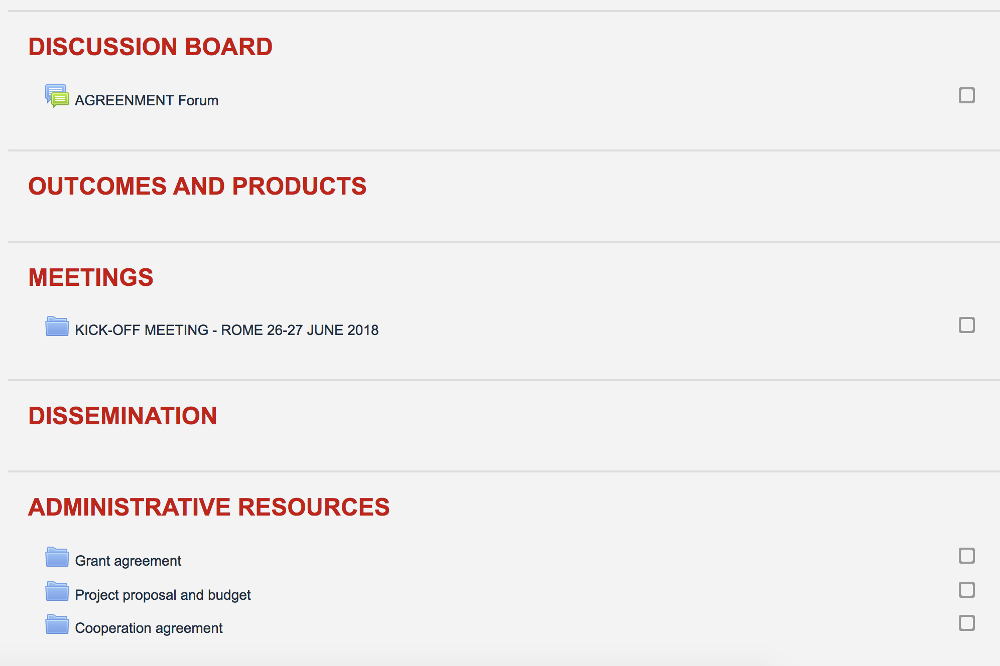 DISCUSSION BOARD
AGREENMENT Forum
OUTCOMES AND PRODUCTS
MEETINGS
KICK-OFF MEETING - ROME 26-27 JUNE 2018
DISSEMINATION
ADMINISTRATIVE RESOURCES
Grant agreement
Project proposal and budget
Cooperation agreement